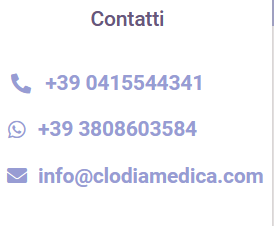 Contatti
+39 0415544341
+39 3808603584
info@clodiamedica.com